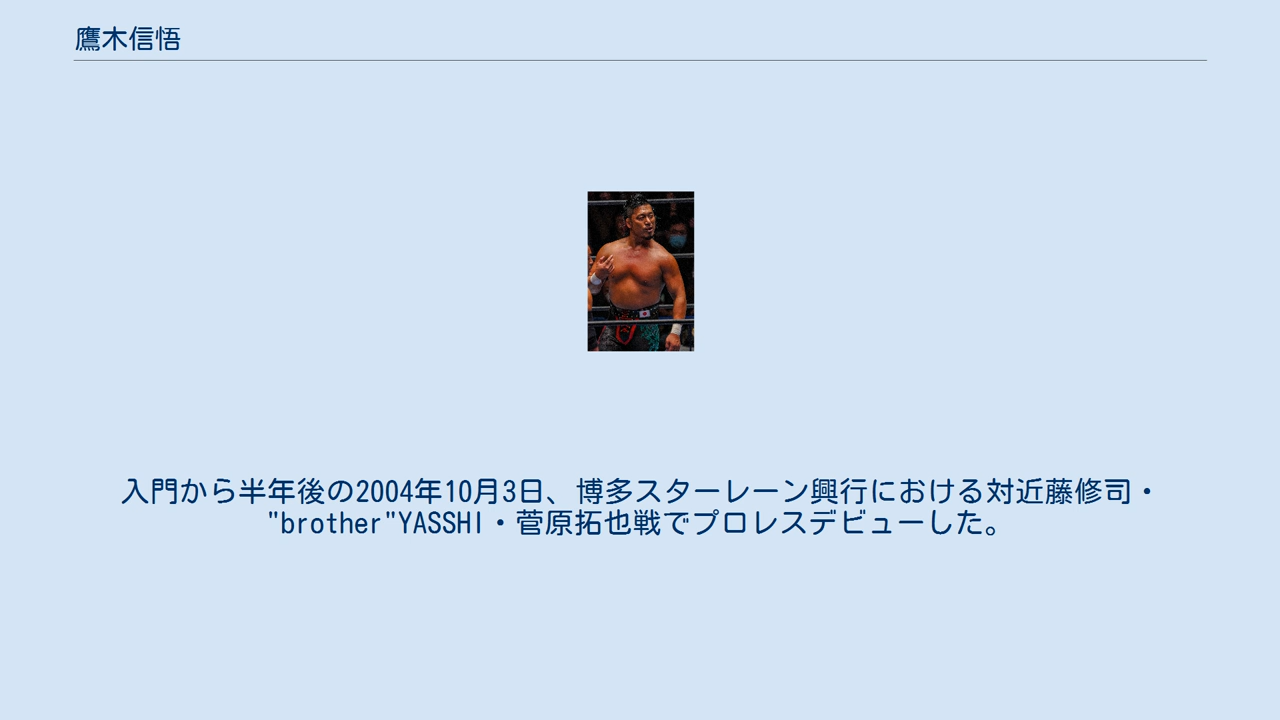 鷹木信悟
入門から半年後の2004年10月3日、博多スターレーン興行における対近藤修司・
"brother"YASSHI・菅原拓也戦でプロレスデビューした。